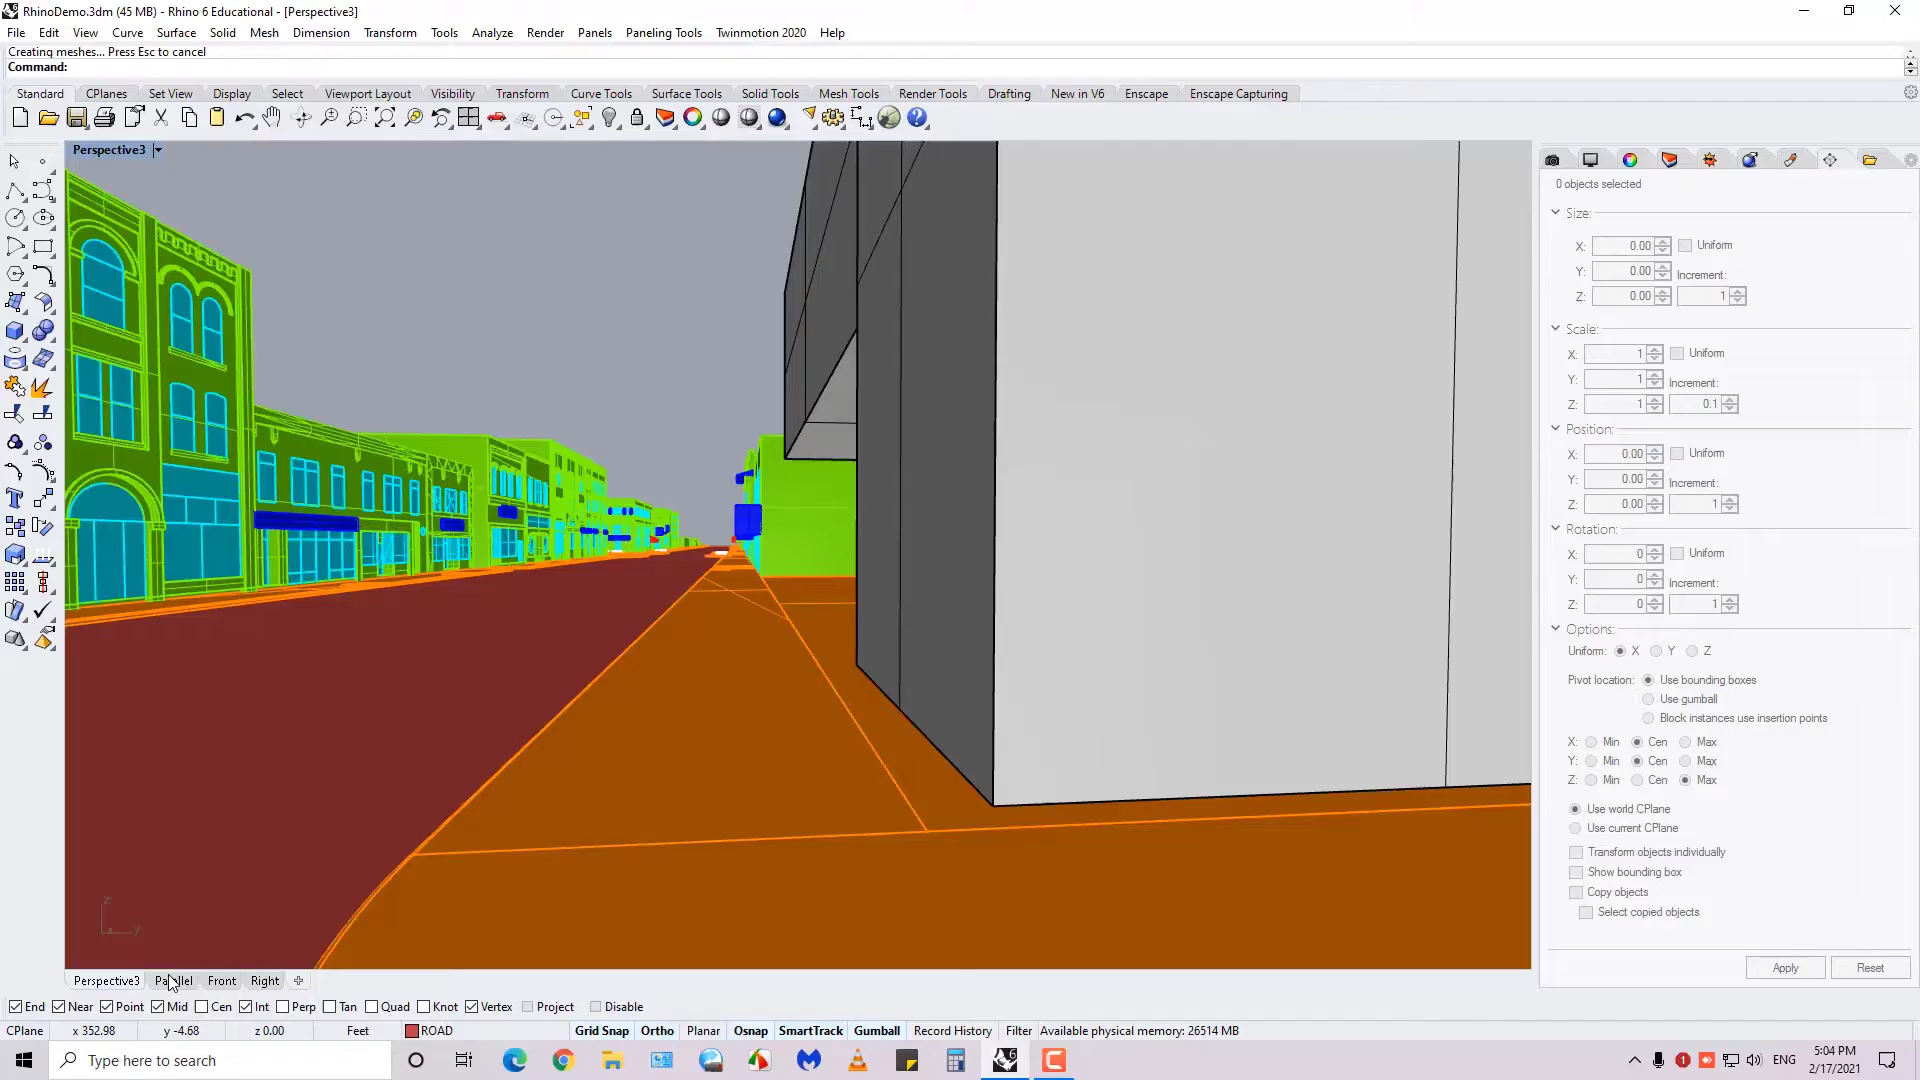 RhinoDemo.3dm (45 MB) - Rhino 6 Educational - [Perspective3]
File Edit View Curve Surface Solid Mesh Dimension Transform Tools Analyze Render Panels Paneling Tools Twinmotion 2020 Help
Creating meshes... Press Esc to cancel
Command:
Standard CPlanes Set View Display Select Viewport Layout Visibility Transform Curve Tools Surface Tools Solid Tools Mesh Tools Render Tools Drafting New in V6 Enscape Enscape Capturing
Perspective3
0 objects selected
Size:
X: 0.00 Uniform
Y: 0.00 Increment:
Z: 0.00 1
Scale:
X: 1 Uniform
Y: 1 Increment:
Z: 1 0.1
Position:
X: 0.00 Uniform
Y: 0.00 Increment:
Z: 0.00 1
Rotation:
X: 0 Uniform
Y: 0 Increment:
Z: 0 1
Options:
Uniform: X Y Z
Pivot location: Use bounding boxes
Use gumball
Block instances use insertion points
X: Min Cen Max
Y: Min Cen Max
Z: Min Cen Max
Use world CPlane
Use current CPlane
Transform objects individually
Show bounding box
Copy objects
Select copied objects
Apply Reset
z
y
Perspective3 Parallel Front Right
End Near Point Mid Cen Int Perp Tan Quad Knot Vertex Project Disable
CPlane x 352.98 y -4.68 z 0.00 Feet ROAD Grid Snap Ortho Planar Osnap SmartTrack Gumball Record History Filter Available physical memory: 26514 MB
Type here to search
6
1
ENG
5:04 PM
2/17/2021